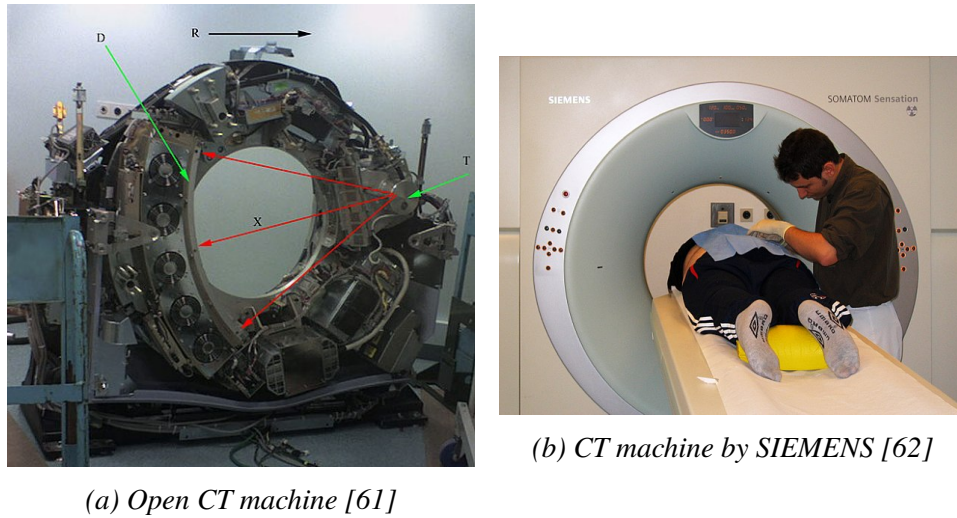 D
R
T
X
(a) Open CT machine [61]
SIEMENS
SOMATOM Sensation
(b) CT machine by SIEMENS [62]